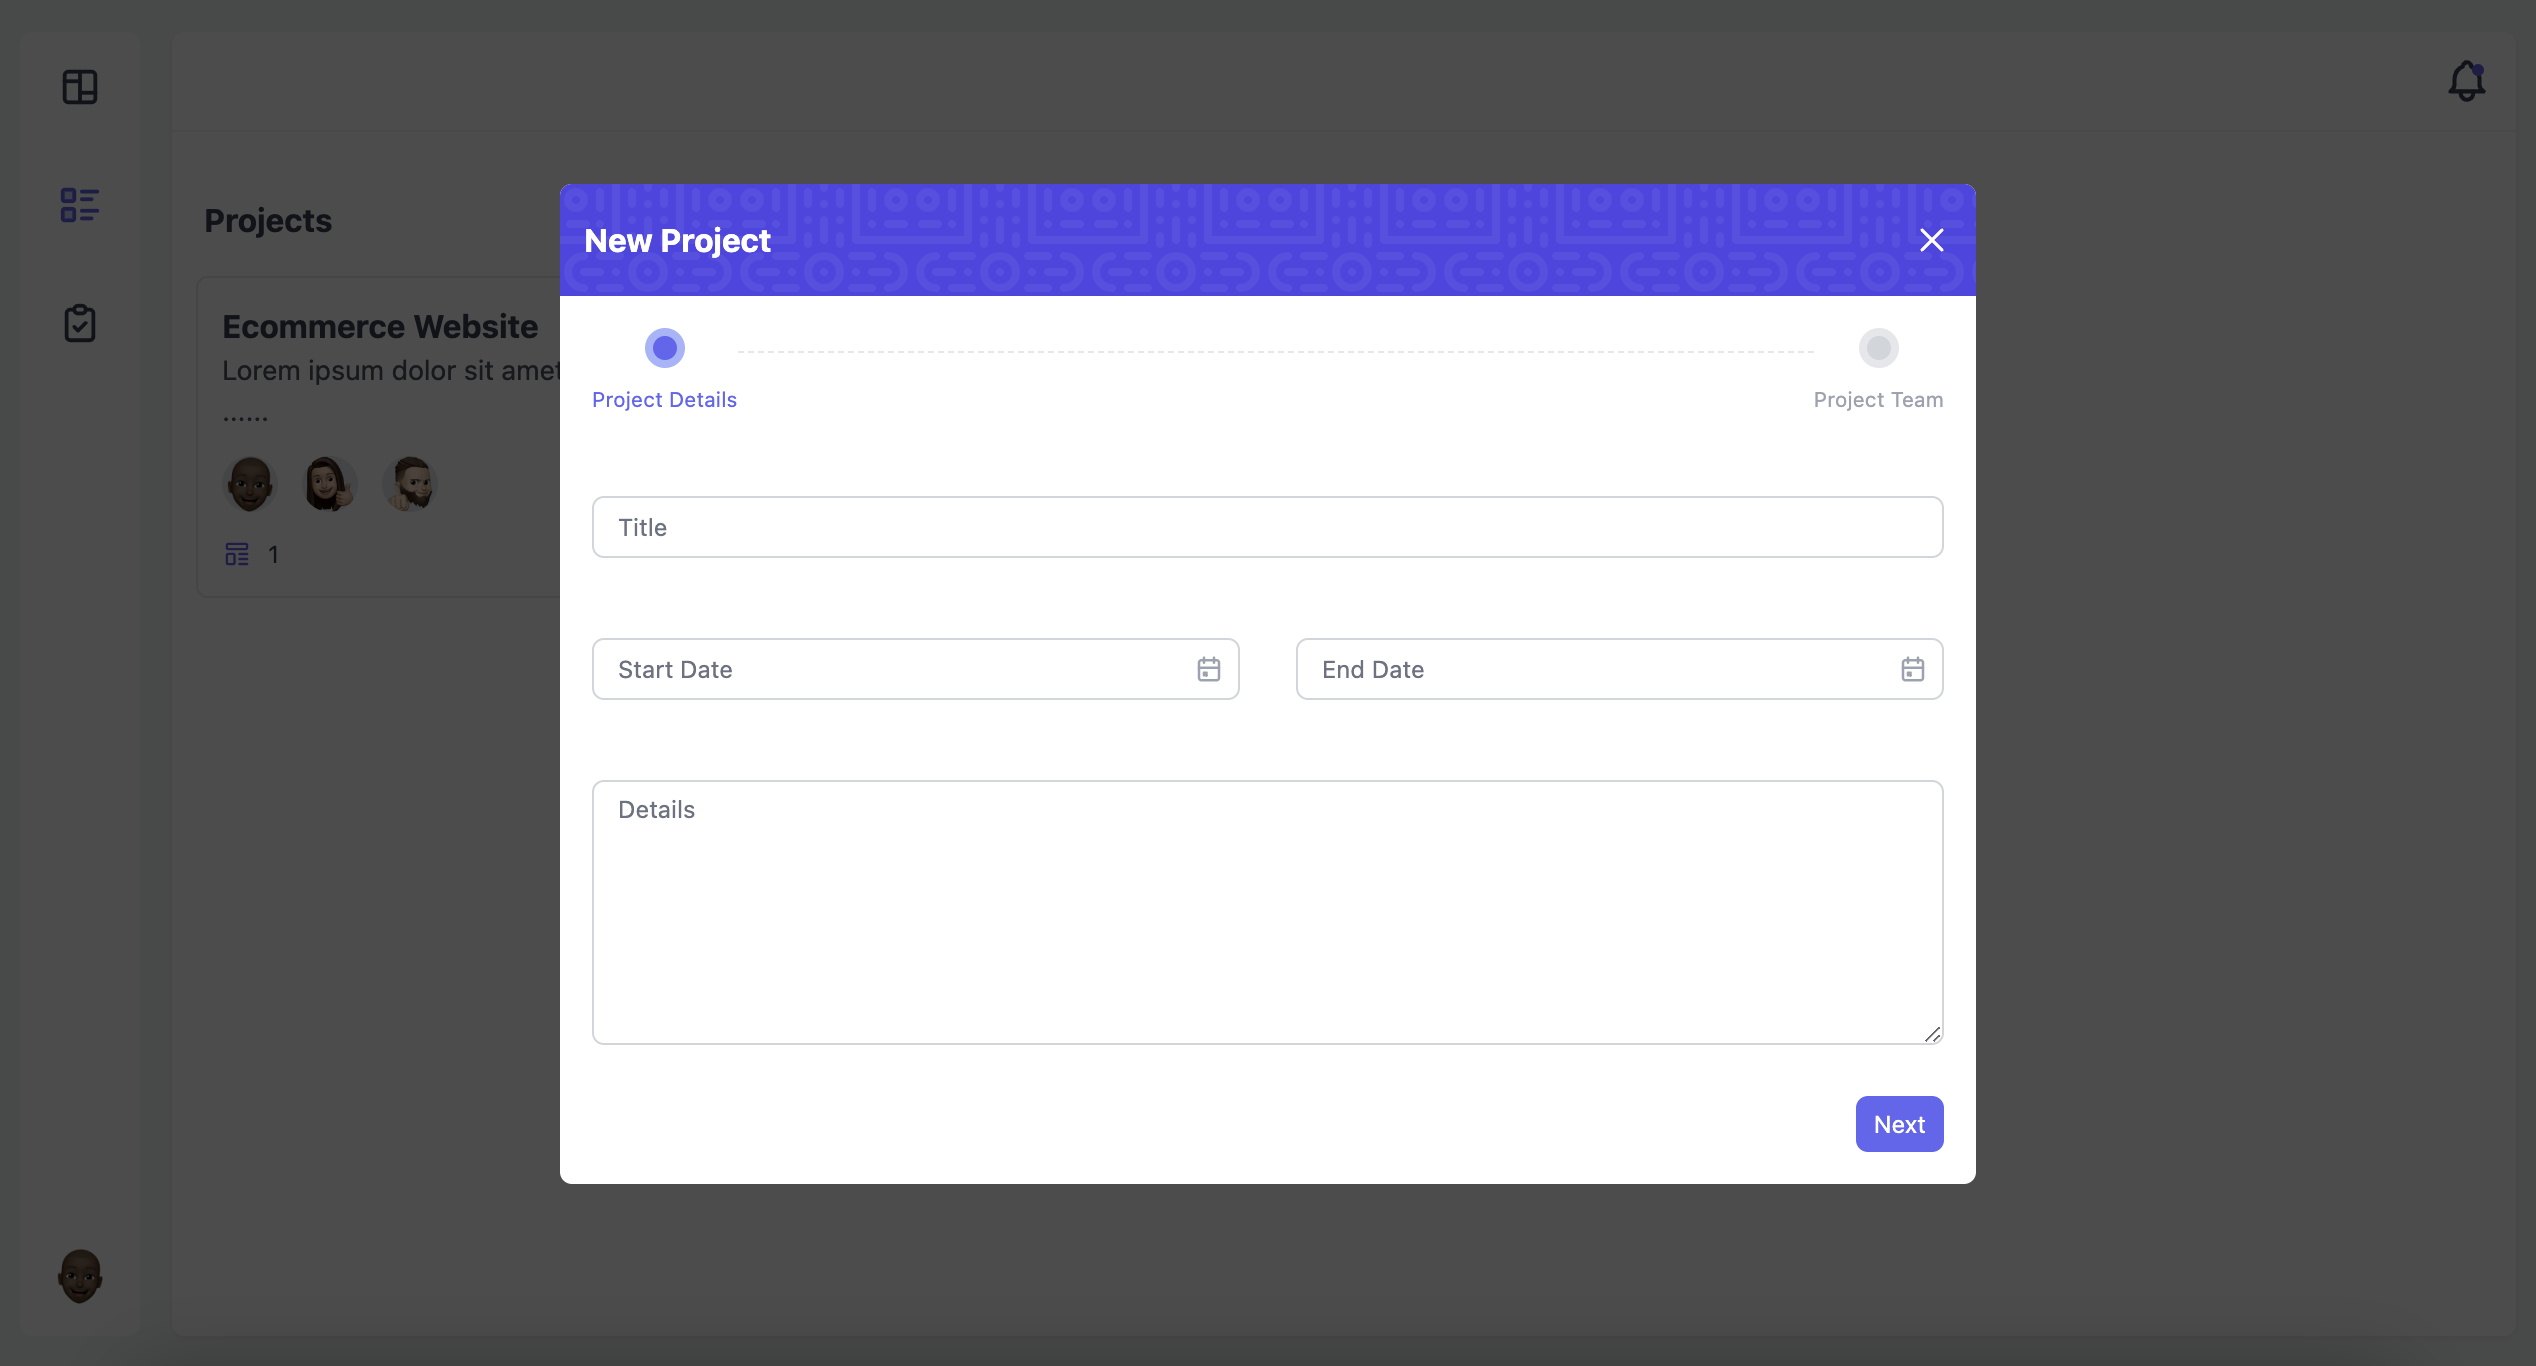 Projects
Ecommerce Website
Lorem ipsum dolor sit amet
......
1
New Project
Project Details
Project Team
Title
Start Date
End Date
Details
Next